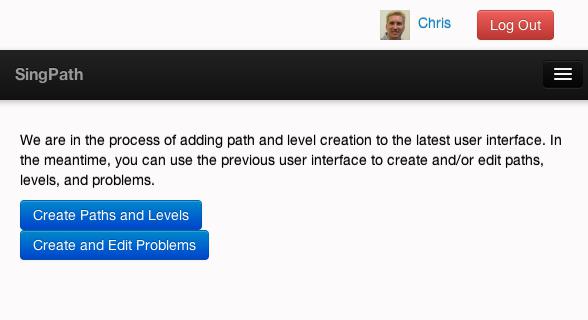 Chris
Log Out
SingPath
We are in the process of adding path and level creation to the latest user interface. In
the meantime, you can use the previous user interface to create and/or edit paths,
levels, and problems.
Create Paths and Levels
Create and Edit Problems